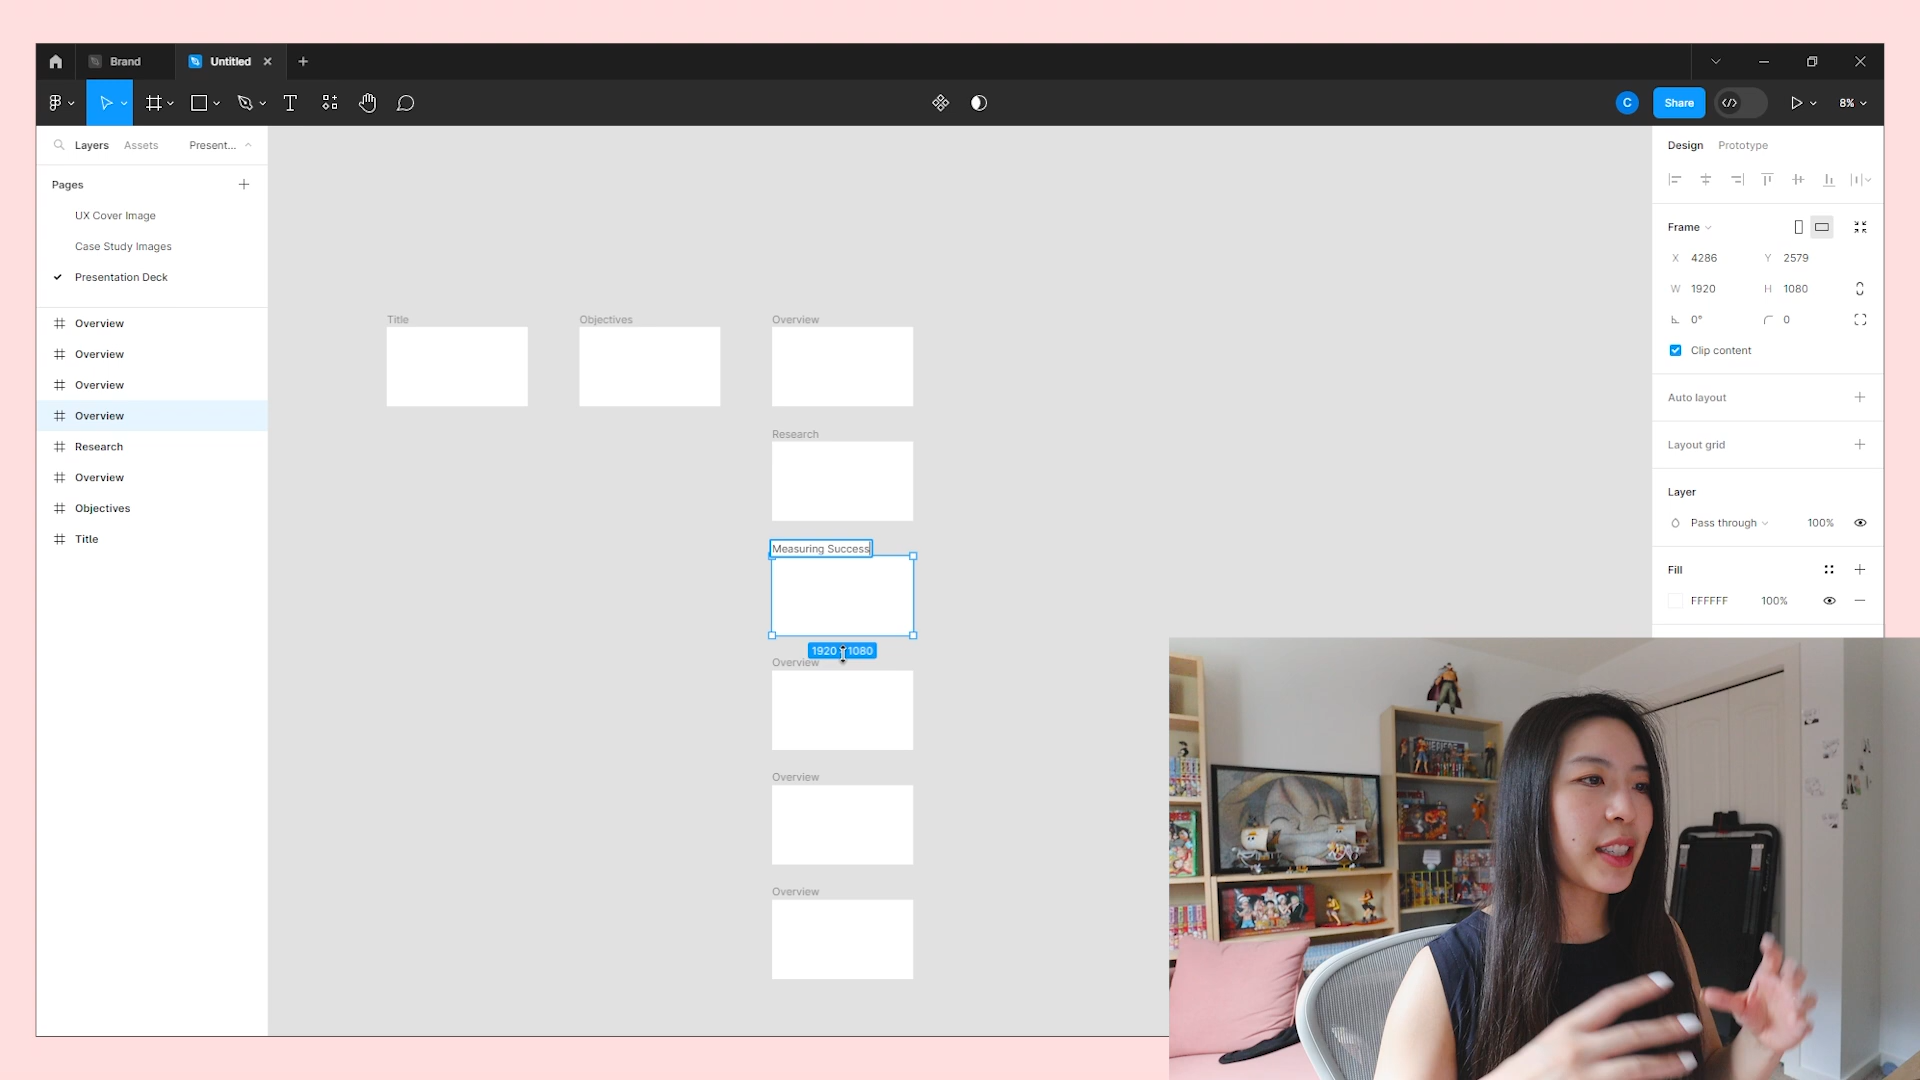 Brand
Untitled
C
Share
8%
Layers
Assets
Present...
Pages
UX Cover Image
Case Study Images
Presentation Deck
Overview
Overview
Overview
Overview
Research
Overview
Objectives
Title
Title
Objectives
Overview
Research
Measuring Success
1920 1080
Overview
Overview
Overview
Design
Prototype
Frame
X 4286
Y 2579
W 1920
H 1080
0°
0
Clip content
Auto layout
Layout grid
Layer
Pass through
100%
Fill
FFFFFF
100%